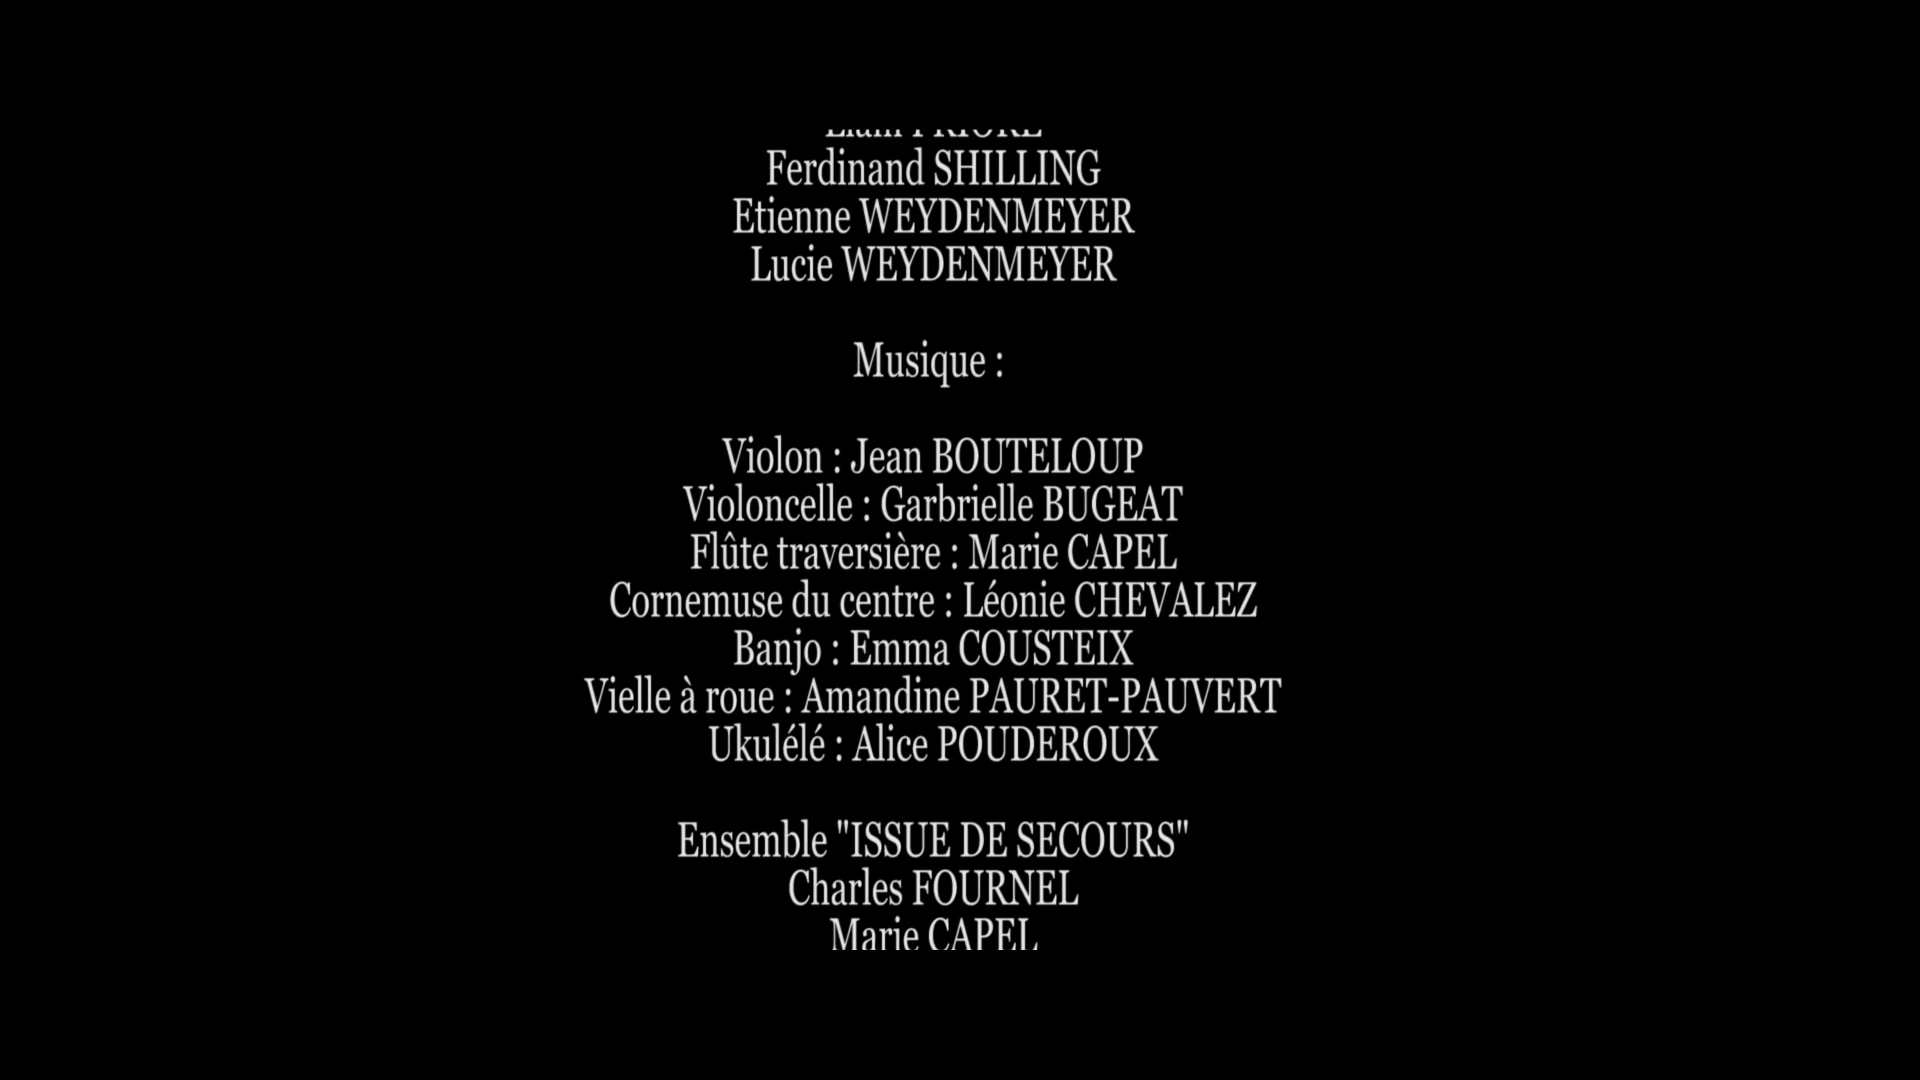 Ferdinand SHILLING
Etienne WEYDENMEYER
Lucie WEYDENMEYER
Musique :
Violon : Jean BOUTELOUP
Violoncelle : Garbrielle BUGEAT
Flûte traversière : Marie CAPEL
Cornemuse du centre : Léonie CHEVALEZ
Banjo : Emma COUSTEIX
Vielle à roue : Amandine PAURET-PAUVERT
Ukulélé : Alice POUDEROUX
Ensemble "ISSUE DE SECOURS"
Charles FOURNEL
Marie CAPEL